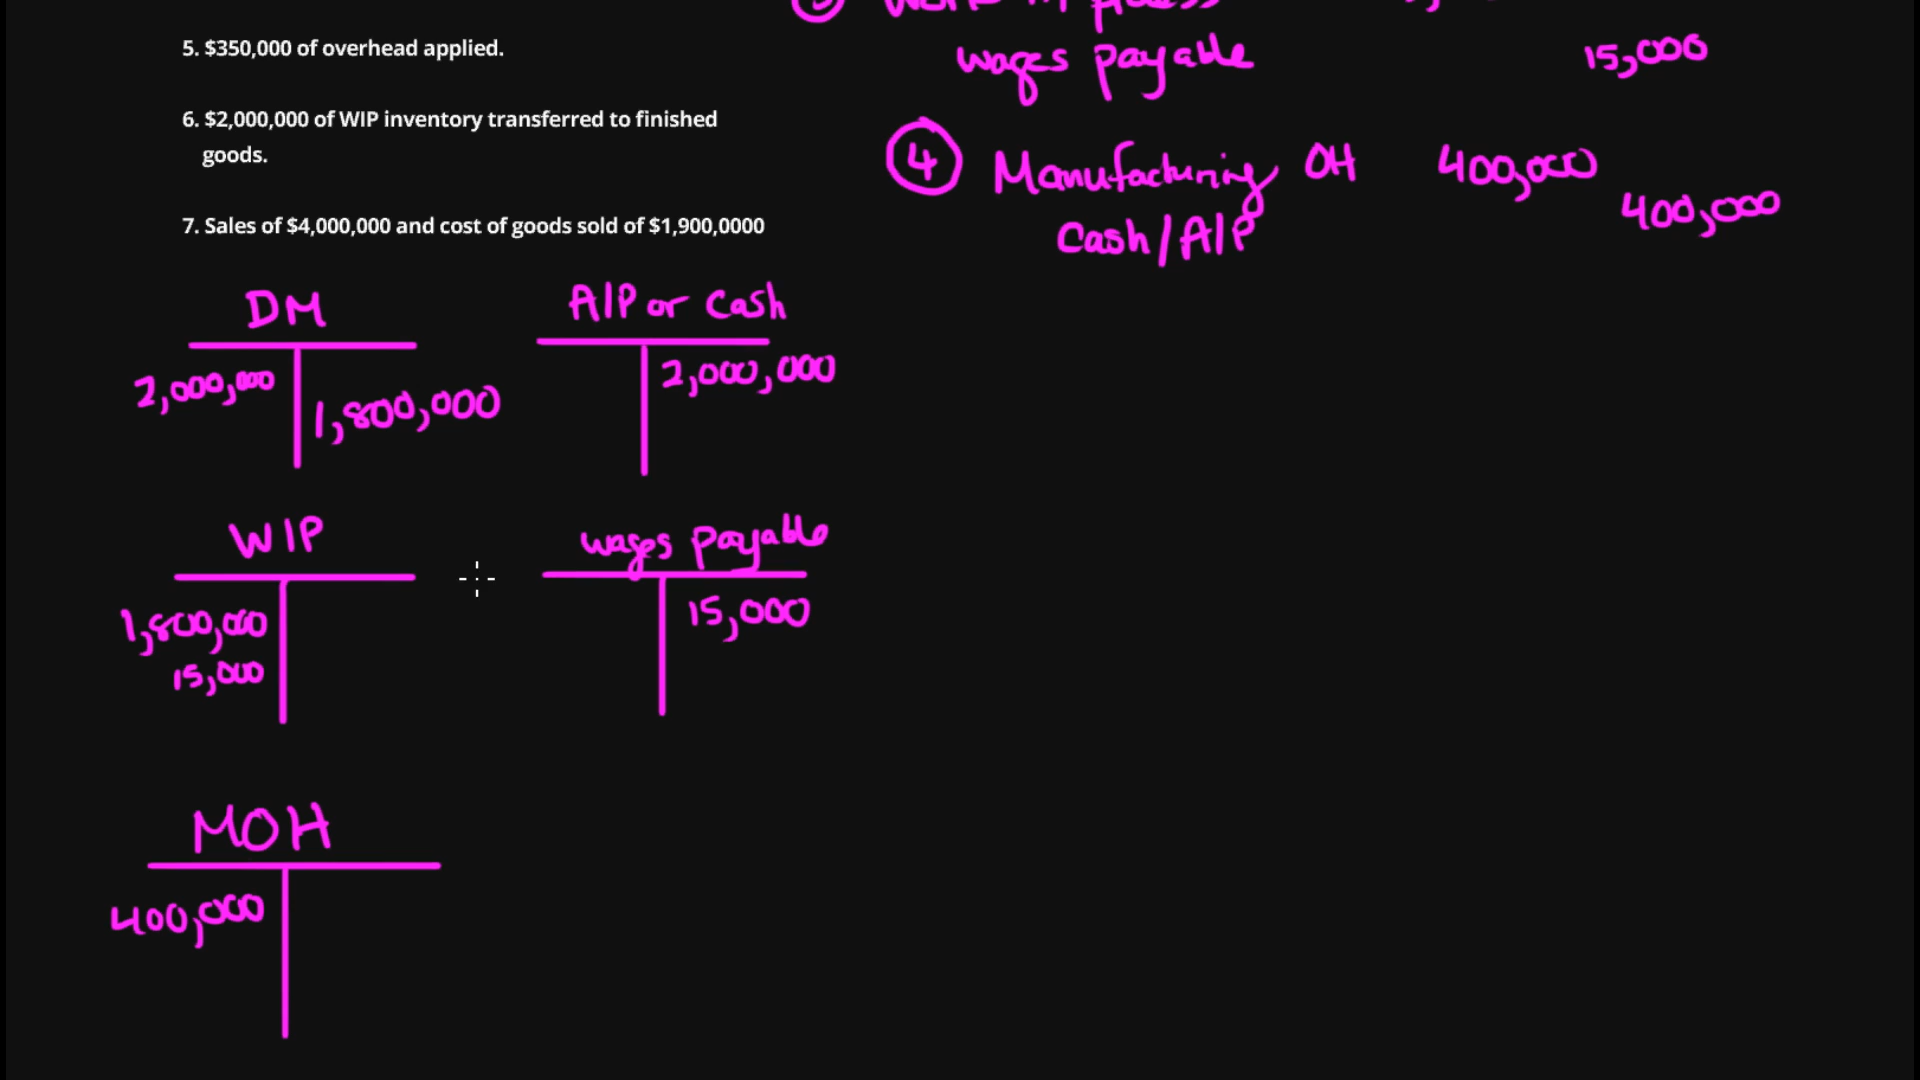 5. $350,000 of overhead applied.
6. $2,000,000 of WIP inventory transferred to finished
goods.
7. Sales of $4,000,000 and cost of goods sold of $1,900,0000
wages payable 15,000
4 Manufacturing OH 400,000
Cash/A/P 400,000
DM
2,000,000
1,800,000
A/P or Cash
2,000,000
WIP
1,800,000
15,000
wages payable
15,000
MOH
400,000